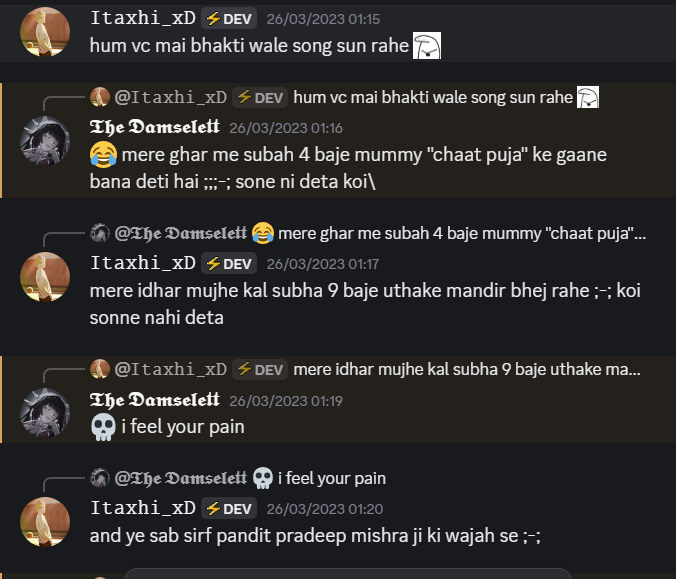 Itaxhi_xD ⚡DEV 26/03/2023 01:15
hum vc mai bhakti wale song sun rahe
@Itaxhi_xD ⚡DEV hum vc mai bhakti wale song sun rahe
𝕿𝖍𝖊 𝕯𝖆𝖒𝖘𝖊𝖑𝖊𝖙𝖙 26/03/2023 01:16
😂 mere ghar me subah 4 baje mummy "chaat puja" ke gaane
bana deti hai ;;;-; sone ni deta koi\
@𝕿𝖍𝖊 𝕯𝖆𝖒𝖘𝖊𝖑𝖊𝖙𝖙 😂 mere ghar me subah 4 baje mummy "chaat puja"...
Itaxhi_xD ⚡DEV 26/03/2023 01:17
mere idhar mujhe kal subha 9 baje uthake mandir bhej rahe ;-; koi
sonne nahi deta
@Itaxhi_xD ⚡DEV mere idhar mujhe kal subha 9 baje uthake ma...
𝕿𝖍𝖊 𝕯𝖆𝖒𝖘𝖊𝖑𝖊𝖙𝖙 26/03/2023 01:19
💀 i feel your pain
@𝕿𝖍𝖊 𝕯𝖆𝖒𝖘𝖊𝖑𝖊𝖙𝖙 💀 i feel your pain
Itaxhi_xD ⚡DEV 26/03/2023 01:20
and ye sab sirf pandit pradeep mishra ji ki wajah se ;-;